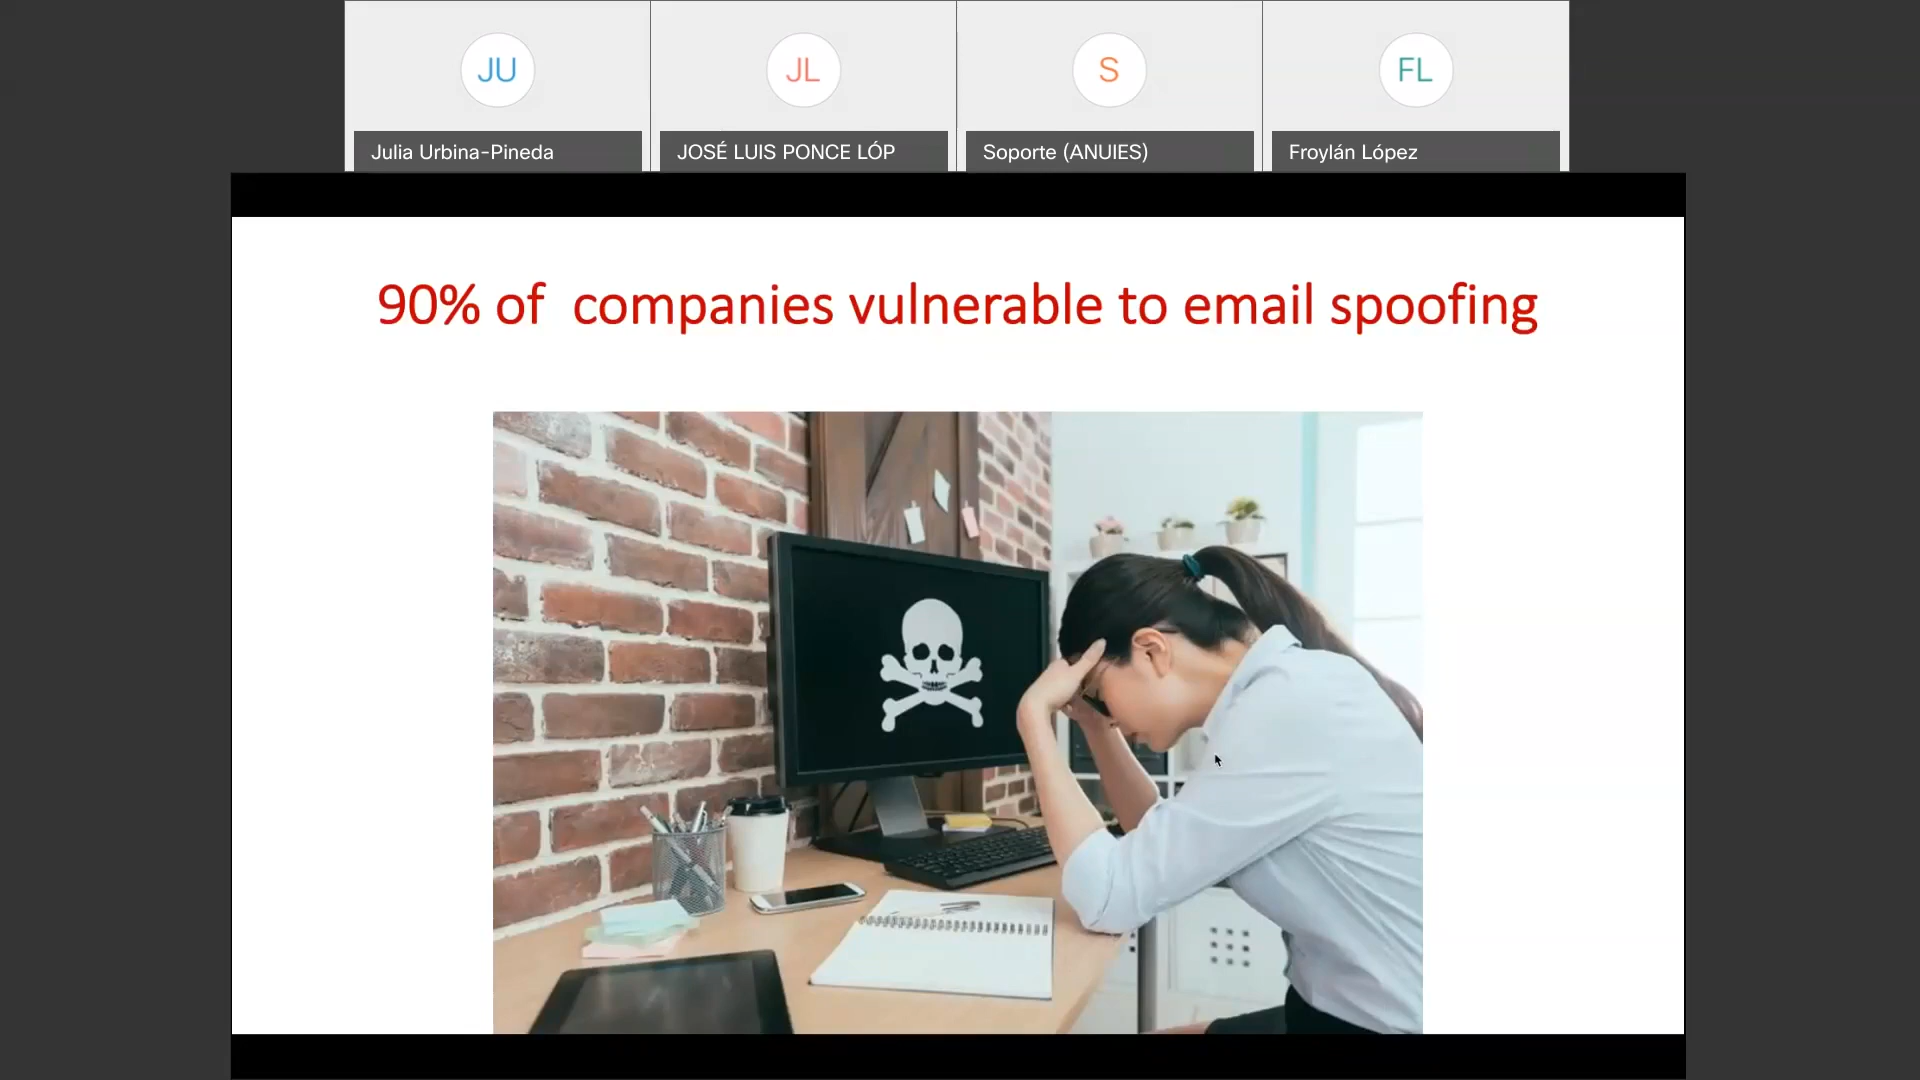 JU
JL
S
FL
Julia Urbina-Pineda
JOSÉ LUIS PONCE LÓP
Soporte (ANUIES)
Froylán López
90% of companies vulnerable to email spoofing